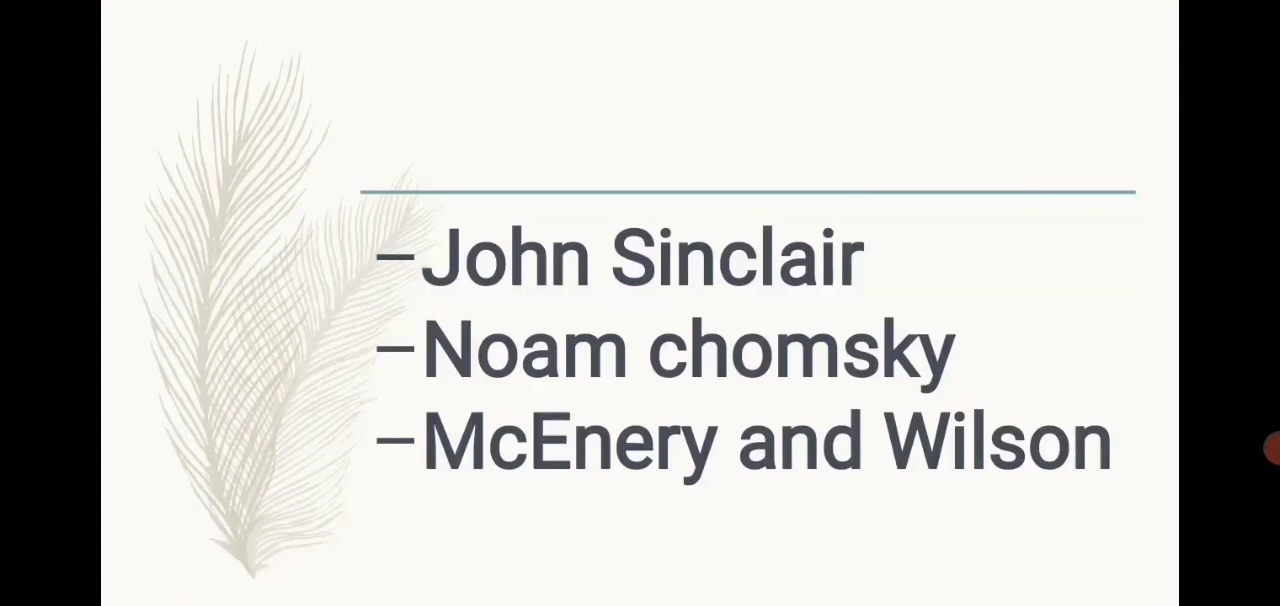 –John Sinclair
–Noam chomsky
–McEnery and Wilson